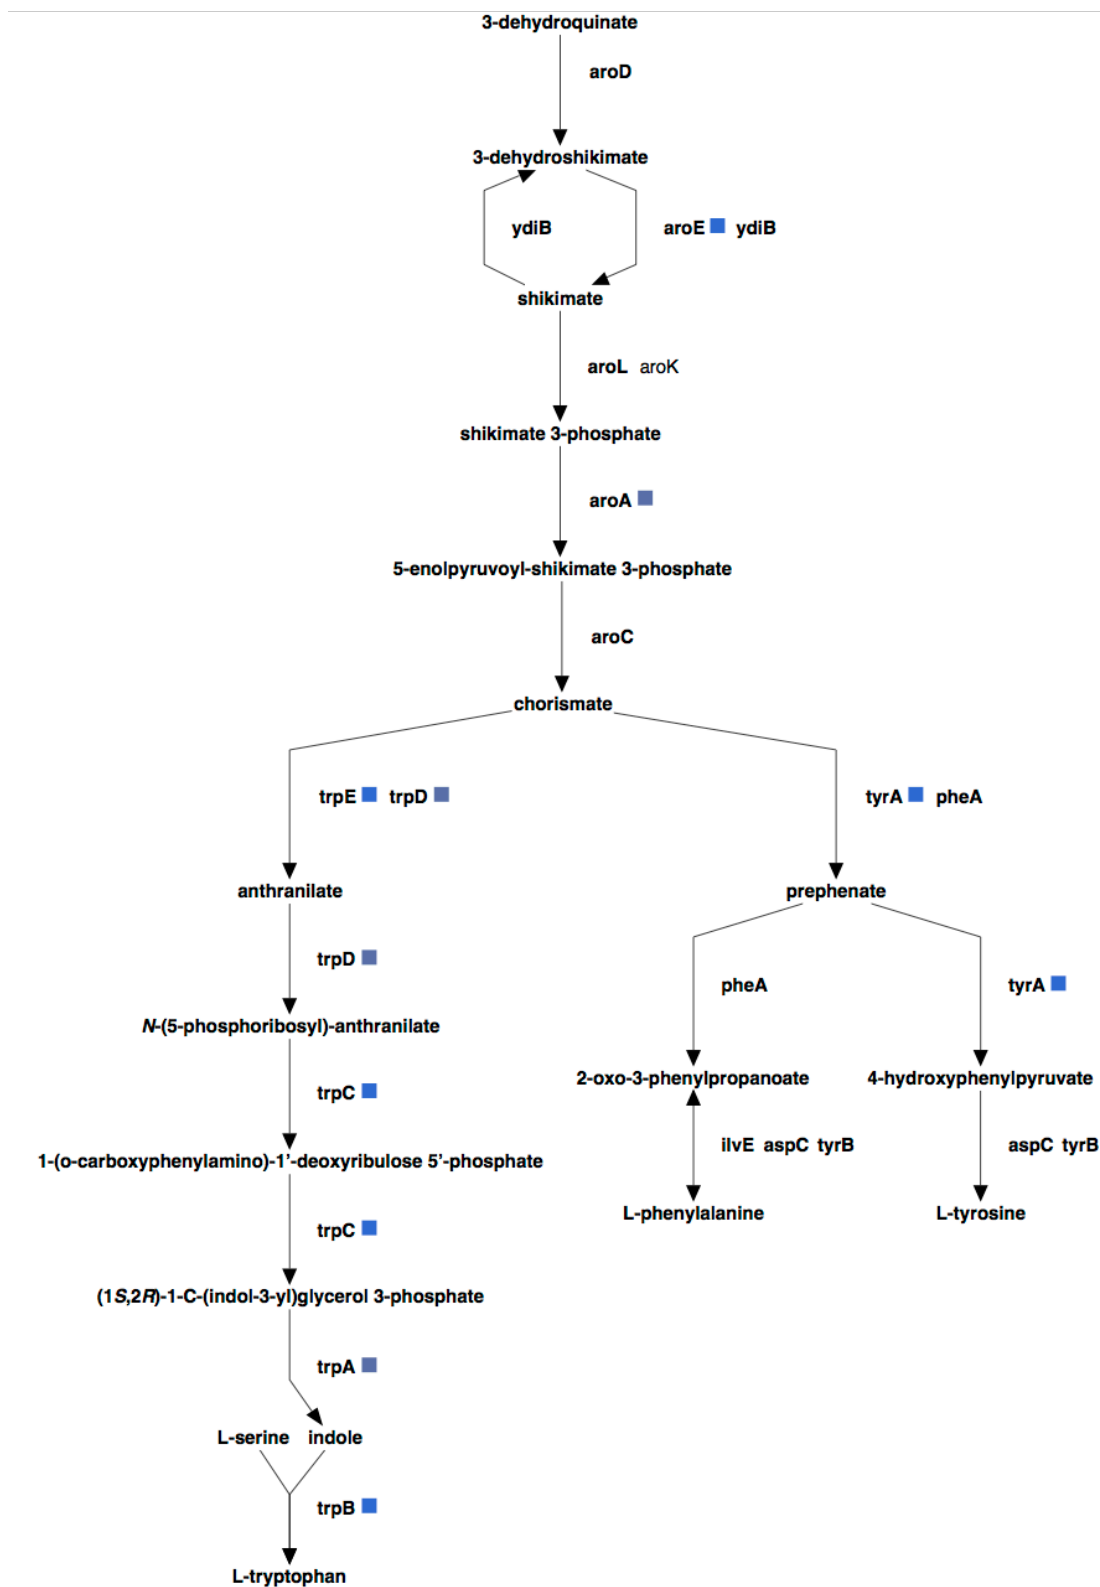 3-dehydroquinate
aroD
3-dehydroshikimate
ydiB
aroE ydiB
shikimate
aroL aroK
shikimate 3-phosphate
aroA
5-enolpyruvoyl-shikimate 3-phosphate
aroC
chorismate
trpE trpD
tyrA pheA
anthranilate
prephenate
trpD
pheA
tyrA
N-(5-phosphoribosyl)-anthranilate
2-oxo-3-phenylpropanoate
4-hydroxyphenylpyruvate
trpC
ilvE aspC tyrB
aspC tyrB
1-(o-carboxyphenylamino)-1'-deoxyribulose 5'-phosphate
L-phenylalanine
L-tyrosine
trpC
(1S,2R)-1-C-(indol-3-yl)glycerol 3-phosphate
trpA
L-serine indole
trpB
L-tryptophan